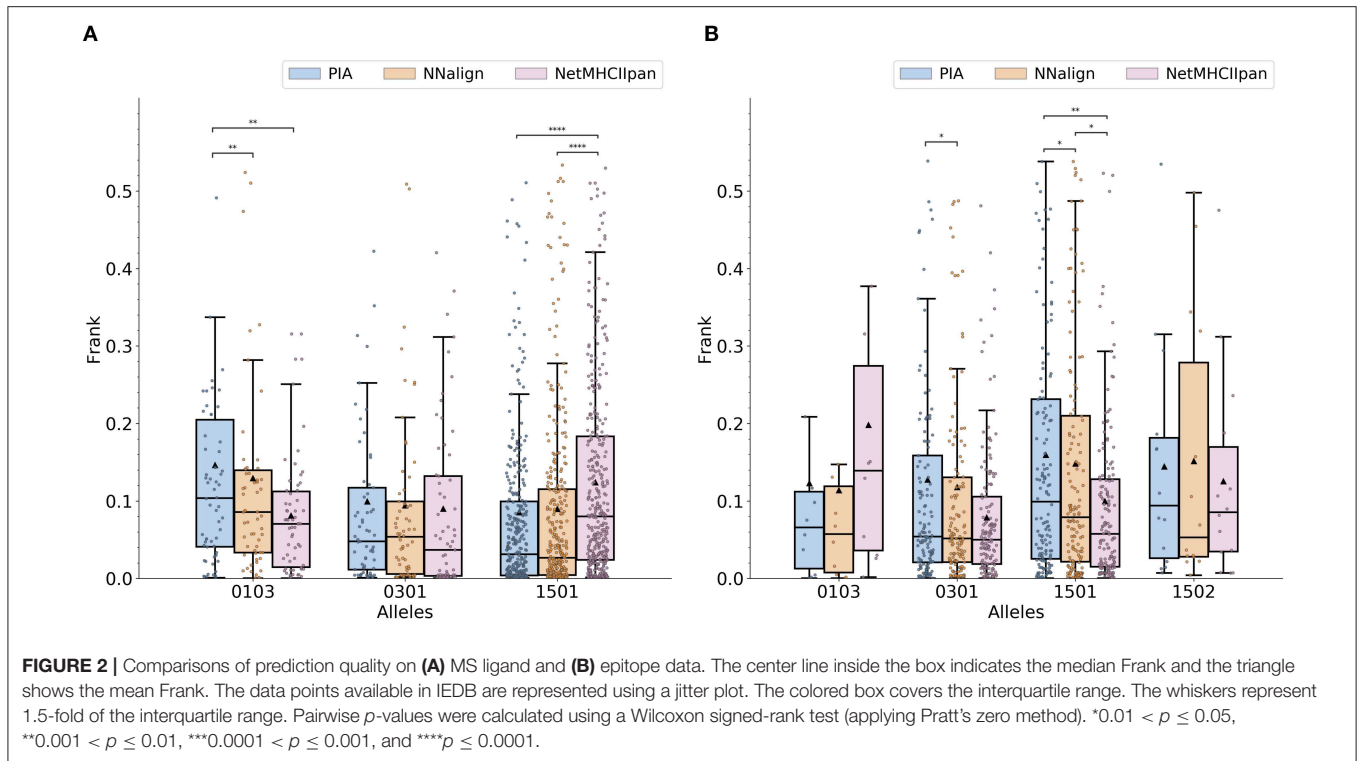 A
B
PIA NNalign NetMHCIIpan
PIA NNalign NetMHCIIpan
** ** **** ****
* * ** *
0.5
0.4
0.3
0.2
0.1
0.0
Frank
0103 0301 1501
Alleles
0.5
0.4
0.3
0.2
0.1
0.0
Frank
0103 0301 1501 1502
Alleles
FIGURE 2 | Comparisons of prediction quality on (A) MS ligand and (B) epitope data. The center line inside the box indicates the median Frank and the triangle
shows the mean Frank. The data points available in IEDB are represented using a jitter plot. The colored box covers the interquartile range. The whiskers represent
1.5-fold of the interquartile range. Pairwise p-values were calculated using a Wilcoxon signed-rank test (applying Pratt's zero method). *0.01 < p ≤ 0.05,
**0.001 < p ≤ 0.01, ***0.0001 < p ≤ 0.001, and ****p ≤ 0.0001.